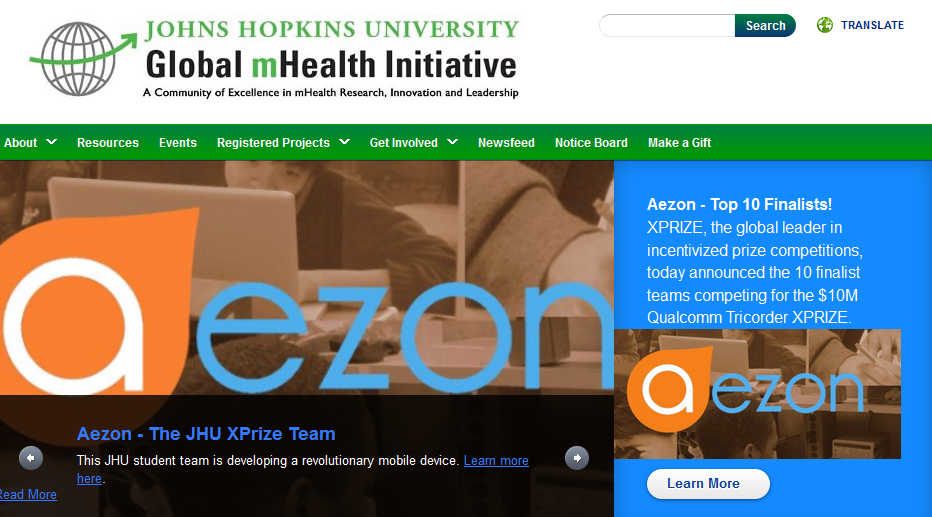 JOHNS HOPKINS UNIVERSITY
Global mHealth Initiative
A Community of Excellence in mHealth Research, Innovation and Leadership
Search
TRANSLATE
About
Resources
Events
Registered Projects
Get Involved
Newsfeed
Notice Board
Make a Gift
aezon
Aezon - The JHU XPrize Team
This JHU student team is developing a revolutionary mobile device. Learn more
here.
Read More
Aezon - Top 10 Finalists!
XPRIZE, the global leader in
incentivized prize competitions,
today announced the 10 finalist
teams competing for the $10M
Qualcomm Tricorder XPRIZE.
aezon
Learn More